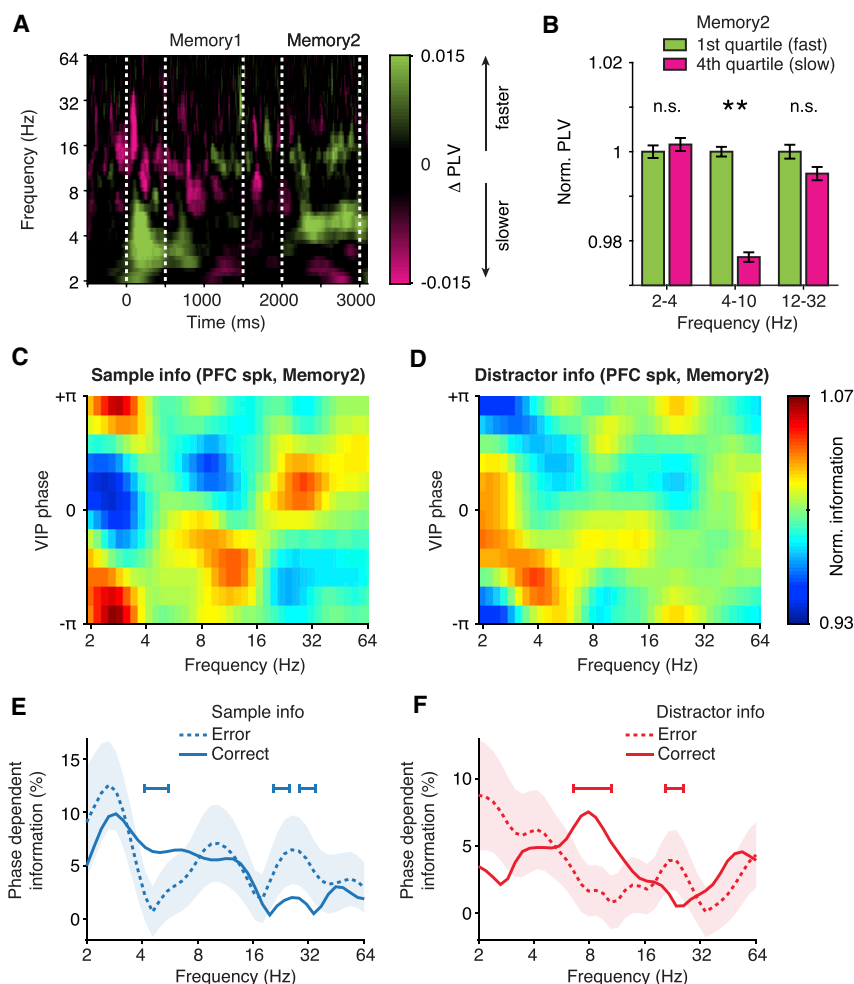 A
Memory1
Memory2
Frequency (Hz)
64
32
16
8
4
2
0
1000
2000
3000
Time (ms)
0.015
0
-0.015
Δ PLV
faster
slower
B
Memory2
1st quartile (fast)
4th quartile (slow)
Norm. PLV
1.02
1
0.98
n.s.
**
n.s.
2-4
4-10
12-32
Frequency (Hz)
C
Sample info (PFC spk, Memory2)
VIP phase
+π
0
-π
2
4
8
16
32
64
Frequency (Hz)
D
Distractor info (PFC spk, Memory2)
VIP phase
+π
0
-π
2
4
8
16
32
64
Frequency (Hz)
1.07
0.93
Norm. information
E
Sample info
Error
Correct
Phase dependent
information (%)
15
10
5
0
2
4
8
16
32
64
Frequency (Hz)
F
Distractor info
Error
Correct
Phase dependent
information (%)
10
5
0
2
4
8
16
32
64
Frequency (Hz)